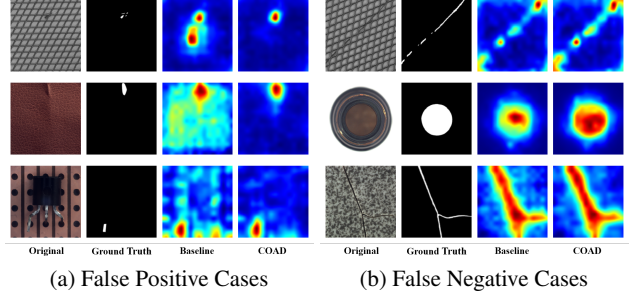 Original Ground Truth Baseline COAD Original Ground Truth Baseline COAD
(a) False Positive Cases (b) False Negative Cases